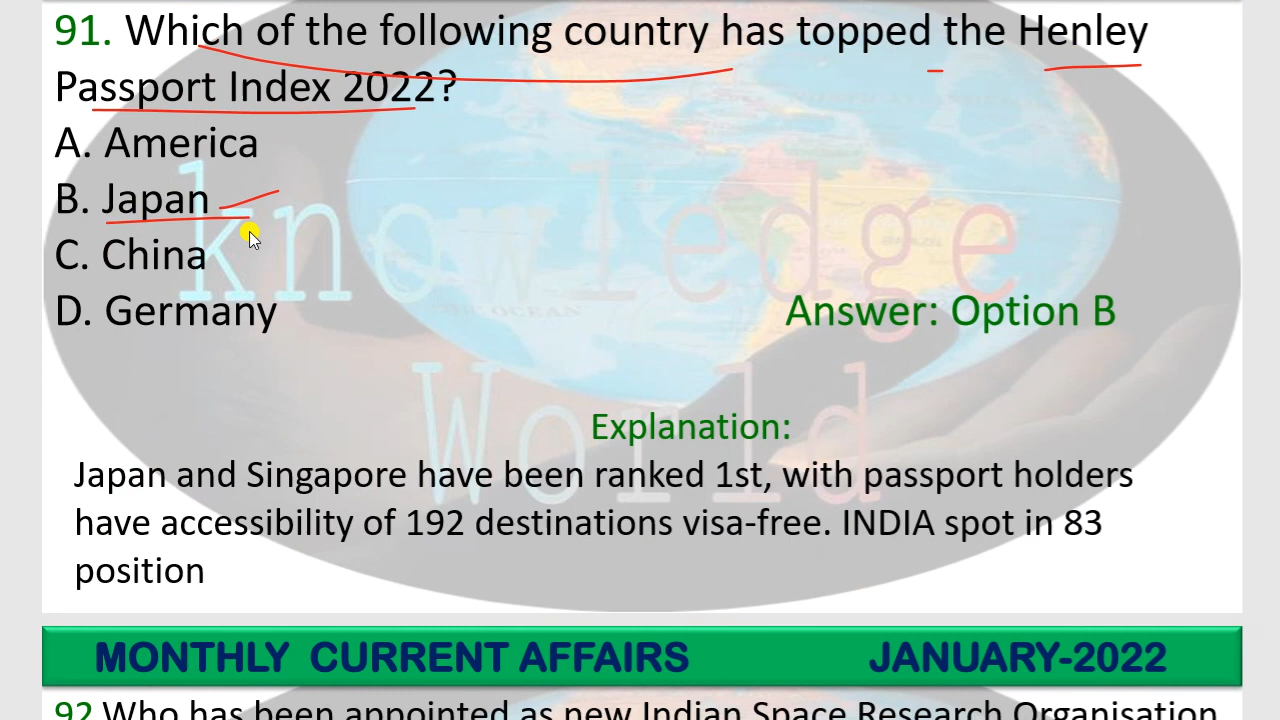 91. Which of the following country has topped the Henley
Passport Index 2022?
A. America
B. Japan
C. China
D. Germany
Answer: Option B
knowledge
World
Explanation:
Japan and Singapore have been ranked 1st, with passport holders
have accessibility of 192 destinations visa-free. INDIA spot in 83
position
MONTHLY CURRENT AFFAIRS JANUARY-2022
92 Who has been appointed as new Indian Space Research Organisation